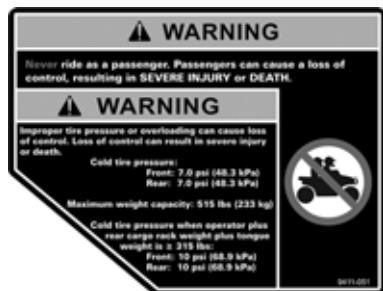 WARNING
Never ride as a passenger. Passengers can cause a loss of
control, resulting in SEVERE INJURY or DEATH.
WARNING
Improper tire pressure or overloading can cause loss
of control. Loss of control can result in severe injury
or death.
Cold tire pressure:
Front: 7.0 psi (48.3 kPa)
Rear: 7.0 psi (48.3 kPa)
Maximum weight capacity: 515 lbs (233 kg)
Cold tire pressure when operator plus
rear cargo rack weight plus tongue
weight is ≥ 315 lbs:
Front: 10 psi (68.9 kPa)
Rear: 10 psi (68.9 kPa)
9411-051